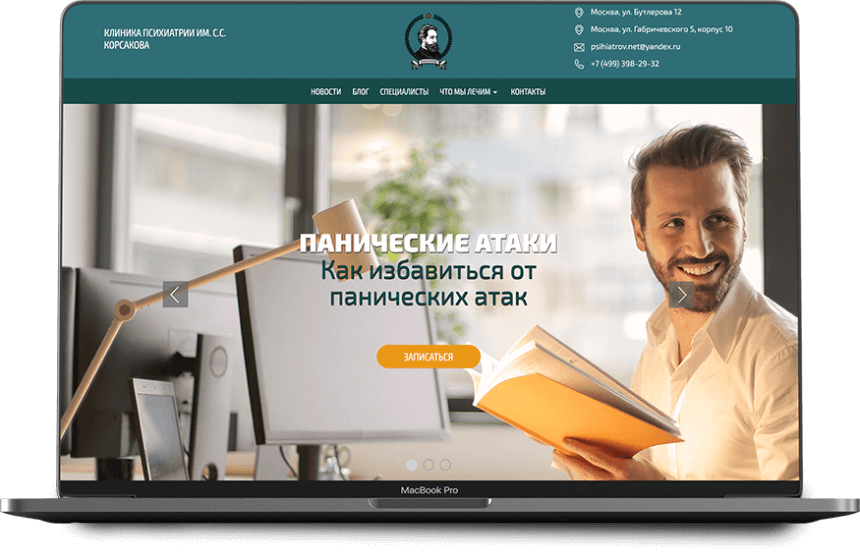 КЛИНИКА ПСИХИАТРИИ ИМ. С.С.
КОРСАКОВА
Москва, ул. Бутлерова 12
Москва, ул. Габричевского 5, корпус 10
psihiatrov.net@yandex.ru
+7 (499) 398-29-32
НОВОСТИ БЛОГ СПЕЦИАЛИСТЫ ЧТО МЫ ЛЕЧИМ КОНТАКТЫ
ПАНИЧЕСКИЕ АТАКИ
Как избавиться от
панических атак
ЗАПИСАТЬСЯ
MacBook Pro